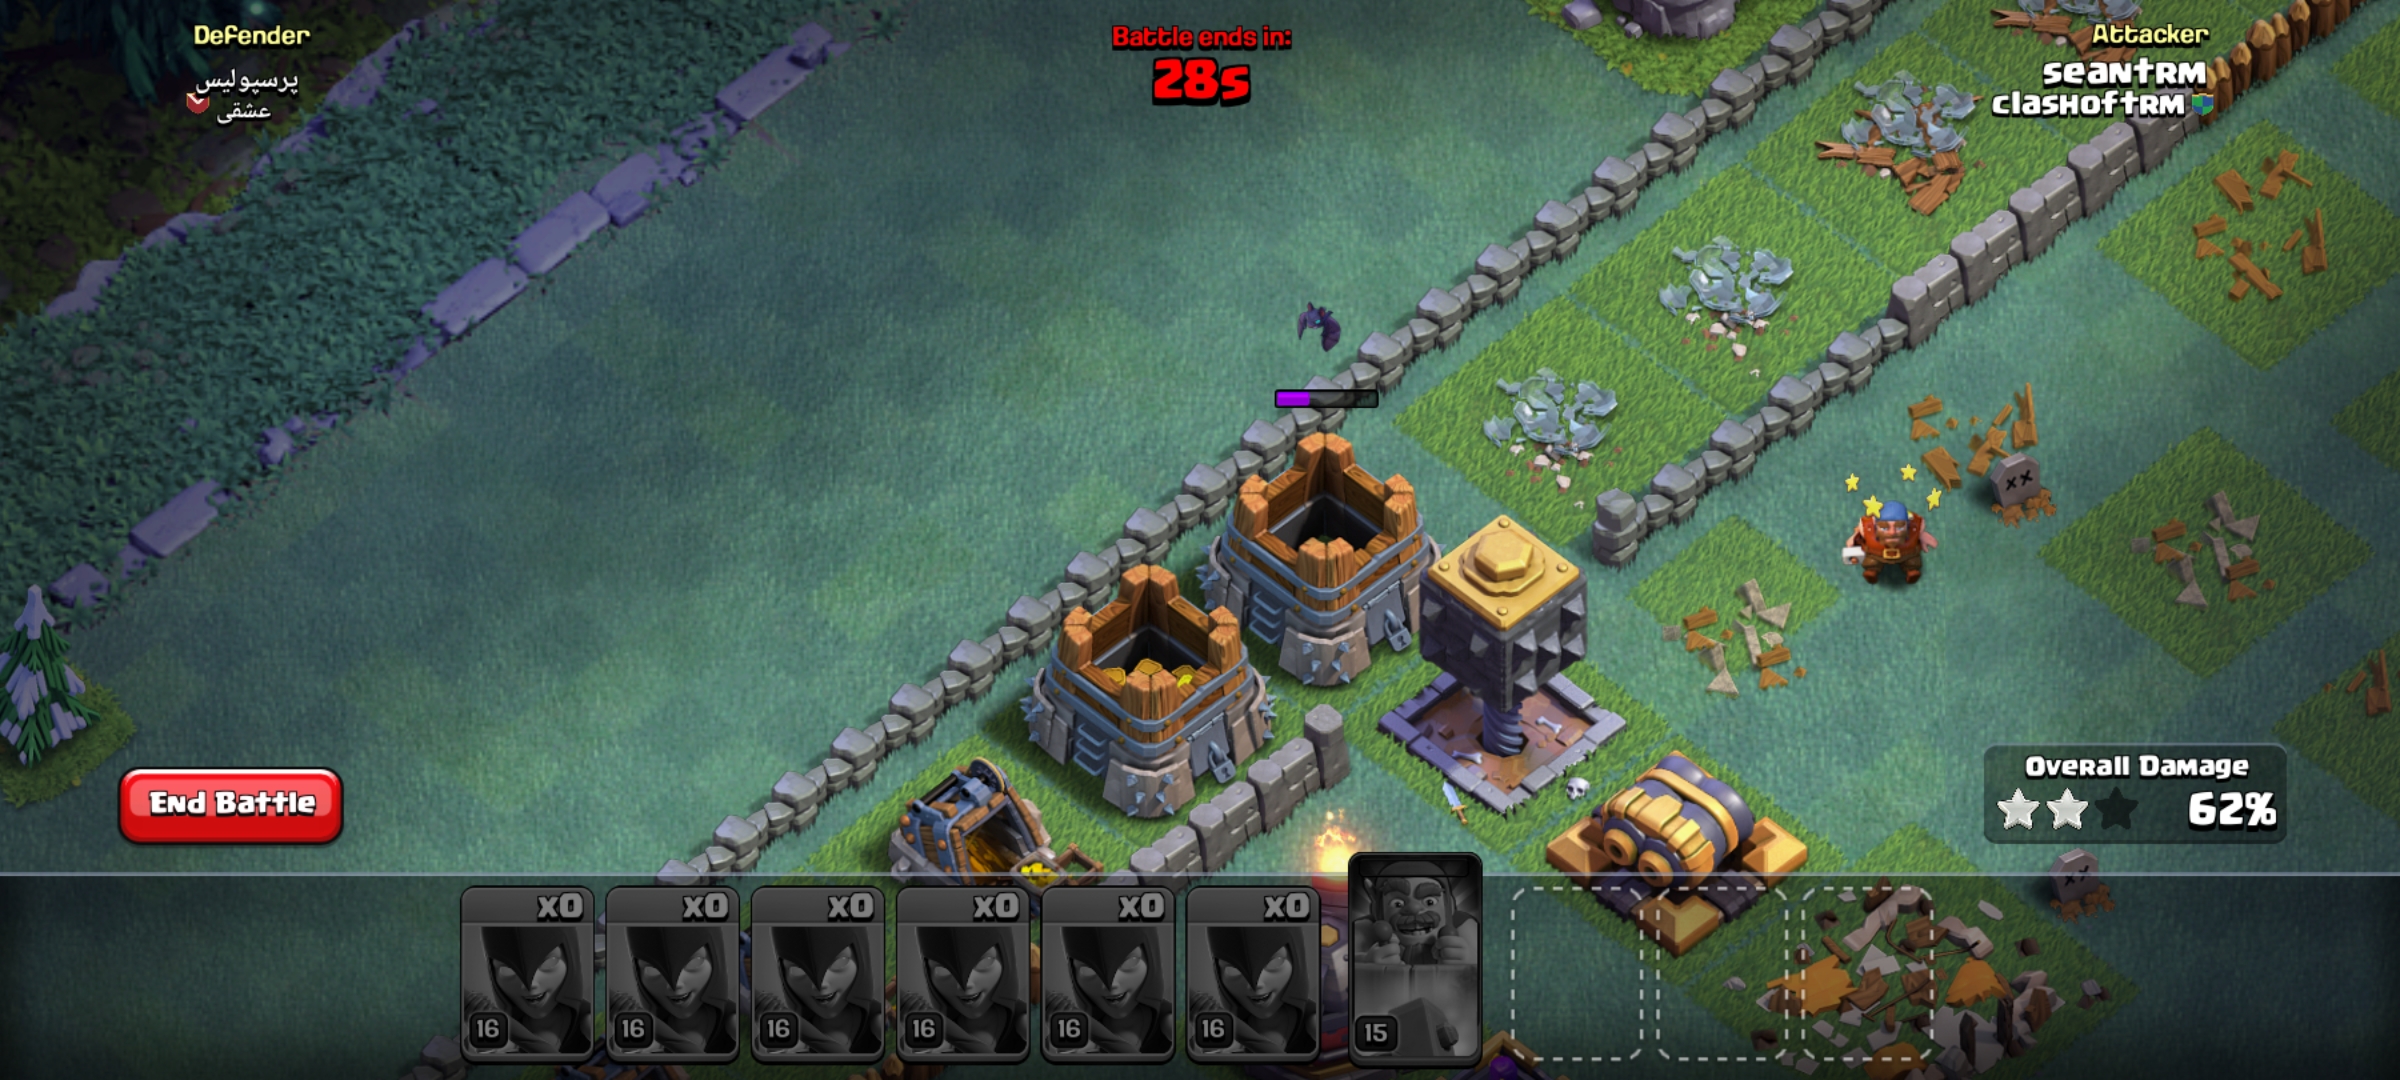 Defender
پرسپولیس
عشقی
Battle ends in:
28s
Attacker
seantRM
clashoftRM
End Battle
Overall Damage
62%
x0 x0 x0 x0 x0 x0
16 16 16 16 16 16 15